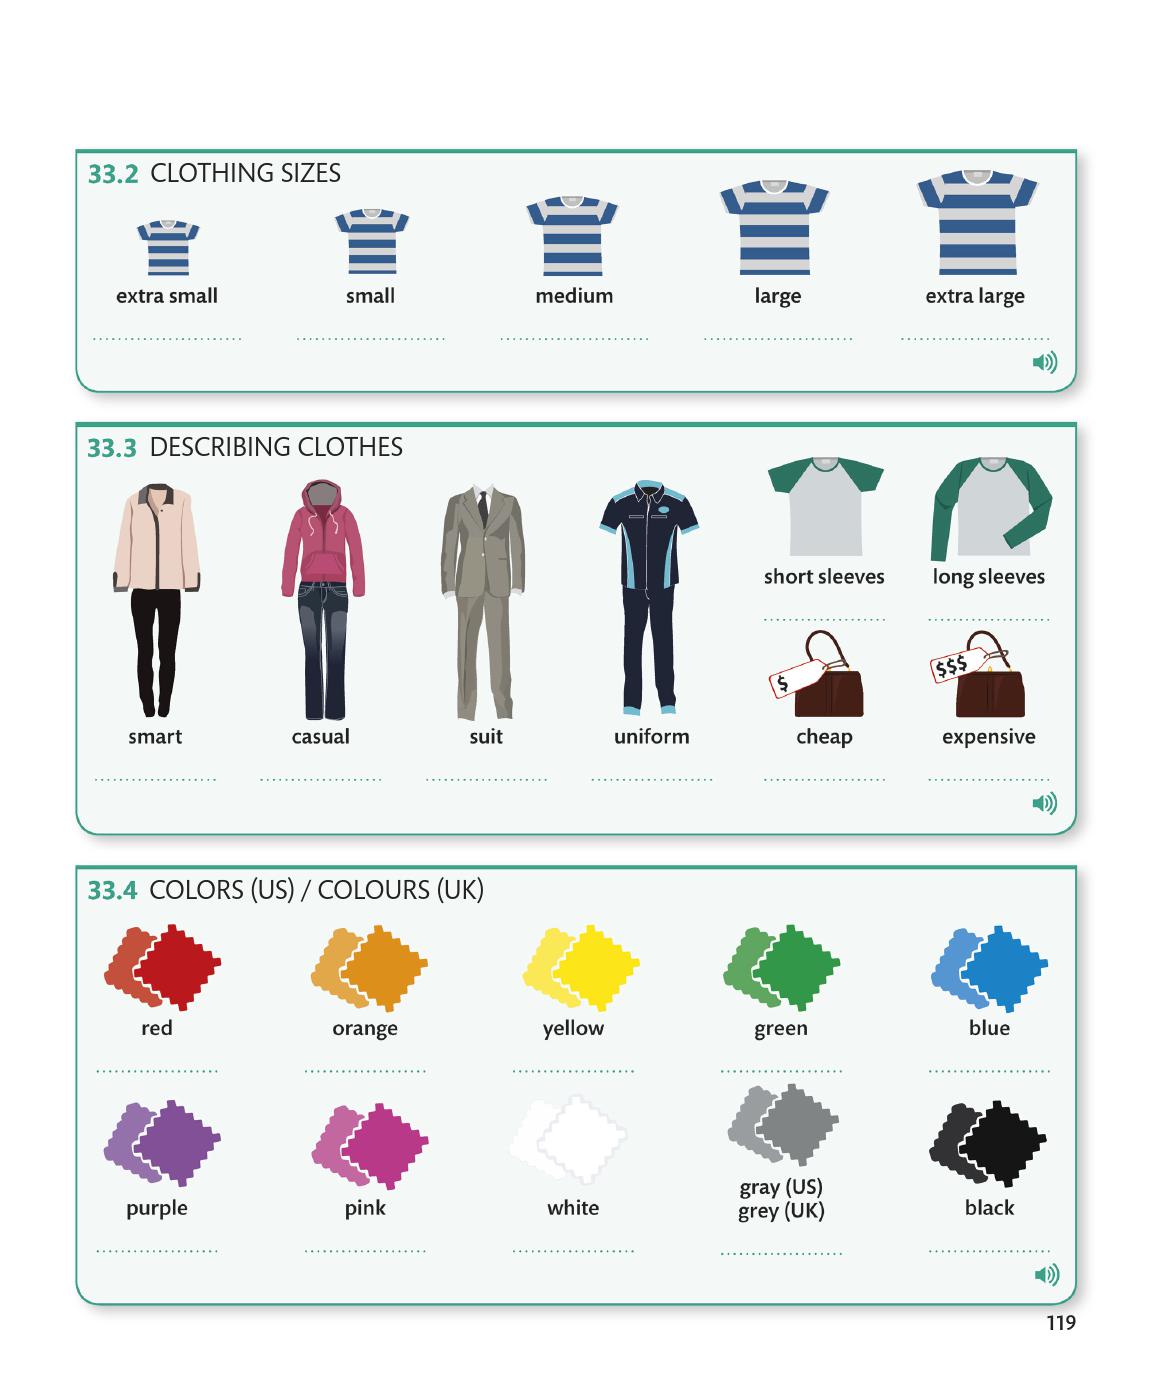 33.2 CLOTHING SIZES
extra small
small
medium
large
extra large
33.3 DESCRIBING CLOTHES
short sleeves
long sleeves
$
$$$
smart
casual
suit
uniform
cheap
expensive
33.4 COLORS (US) / COLOURS (UK)
red
orange
yellow
green
blue
purple
pink
white
gray (US)
grey (UK)
black
119